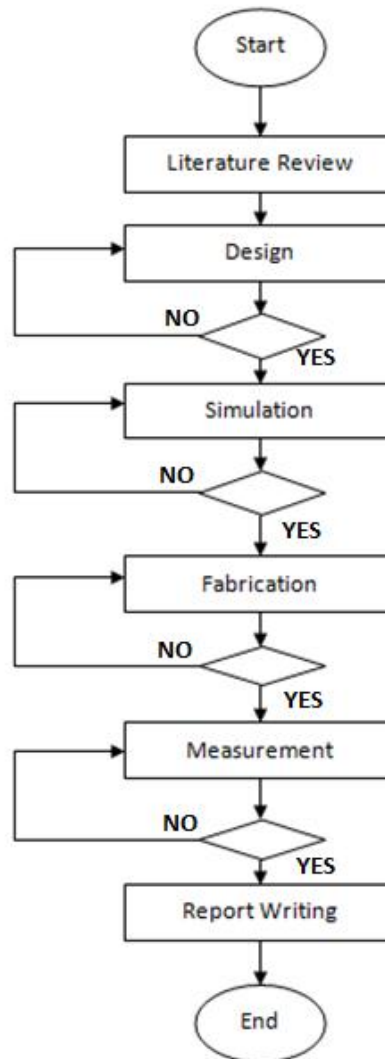 Start
Literature Review
Design
NO
YES
Simulation
NO
YES
Fabrication
NO
YES
Measurement
NO
YES
Report Writing
End